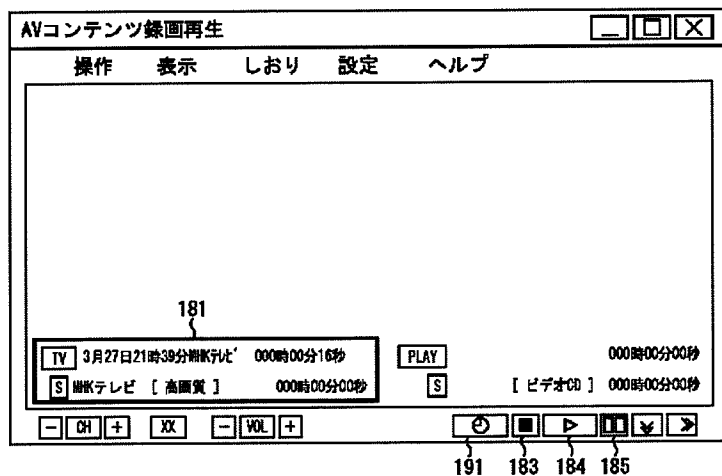 AVコンテンツ録画再生
操作 表示 しおり 設定 ヘルプ
181
TV 3月27日21時39分MHKテレビ 000時00分16秒 PLAY 000時00分00秒
S MHKテレビ [ 高画質 ] 000時00分00秒 S [ ビデオCD ] 000時00分00秒
- CH + XX - VOL +
191 183 184 185